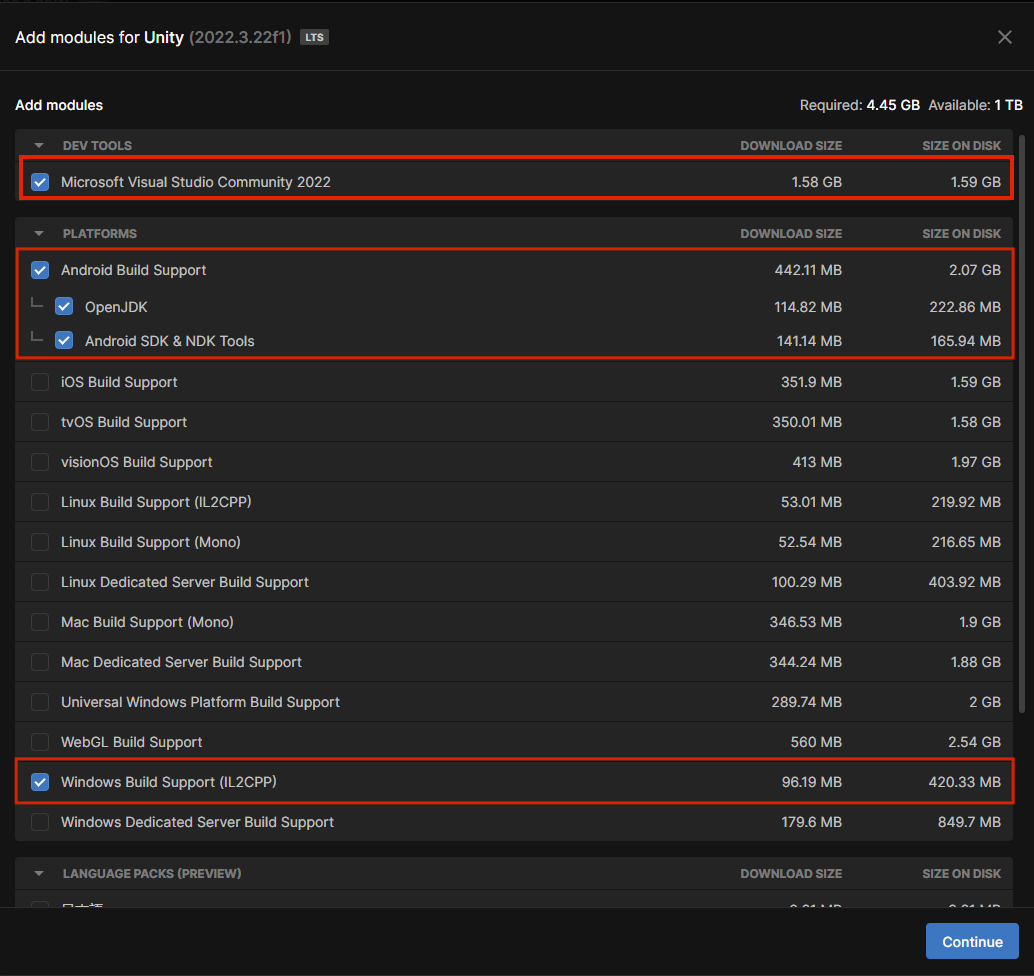 Add modules for Unity (2022.3.22f1) LTS
Add modules Required: 4.45 GB Available: 1 TB
DEV TOOLS DOWNLOAD SIZE SIZE ON DISK
Microsoft Visual Studio Community 2022 1.58 GB 1.59 GB
PLATFORMS DOWNLOAD SIZE SIZE ON DISK
Android Build Support 442.11 MB 2.07 GB
OpenJDK 114.82 MB 222.86 MB
Android SDK & NDK Tools 141.14 MB 165.94 MB
iOS Build Support 351.9 MB 1.59 GB
tvOS Build Support 350.01 MB 1.58 GB
visionOS Build Support 413 MB 1.97 GB
Linux Build Support (IL2CPP) 53.01 MB 219.92 MB
Linux Build Support (Mono) 52.54 MB 216.65 MB
Linux Dedicated Server Build Support 100.29 MB 403.92 MB
Mac Build Support (Mono) 346.53 MB 1.9 GB
Mac Dedicated Server Build Support 344.24 MB 1.88 GB
Universal Windows Platform Build Support 289.74 MB 2 GB
WebGL Build Support 560 MB 2.54 GB
Windows Build Support (IL2CPP) 96.19 MB 420.33 MB
Windows Dedicated Server Build Support 179.6 MB 849.7 MB
LANGUAGE PACKS (PREVIEW) DOWNLOAD SIZE SIZE ON DISK
Continue